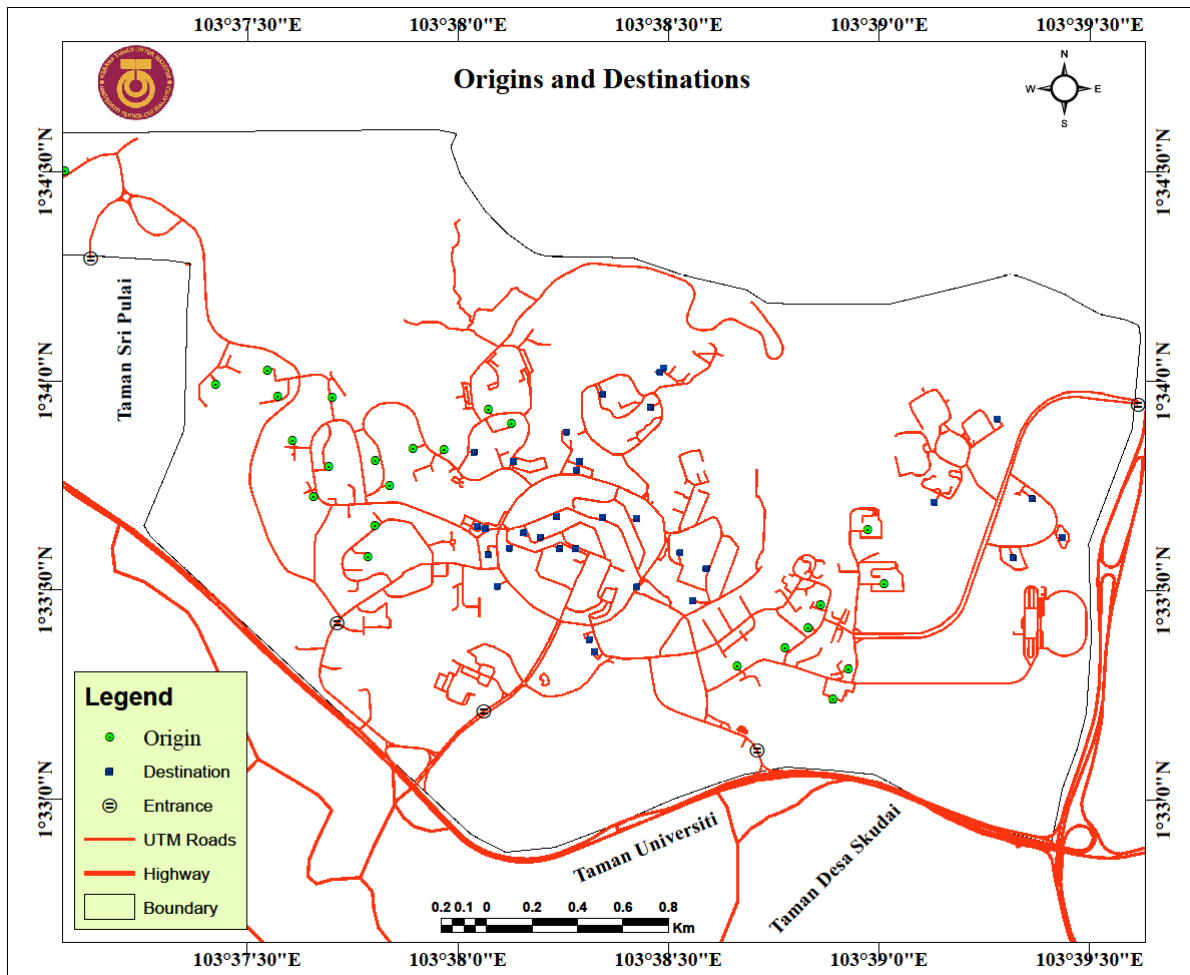 103°37'30"E 103°38'0"E 103°38'30"E 103°39'0"E 103°39'30"E
Origins and Destinations
N
W E
S
1°34'30"N 1°34'30"N
Taman Sri Pulai
1°34'0"N 1°34'0"N
1°33'30"N 1°33'30"N
1°33'0"N 1°33'0"N
Legend
Origin
Destination
Entrance
UTM Roads
Highway
Boundary
Taman Universiti
Taman Desa Skudai
0.2 0.1 0 0.2 0.4 0.6 0.8
Km
103°37'30"E 103°38'0"E 103°38'30"E 103°39'0"E 103°39'30"E